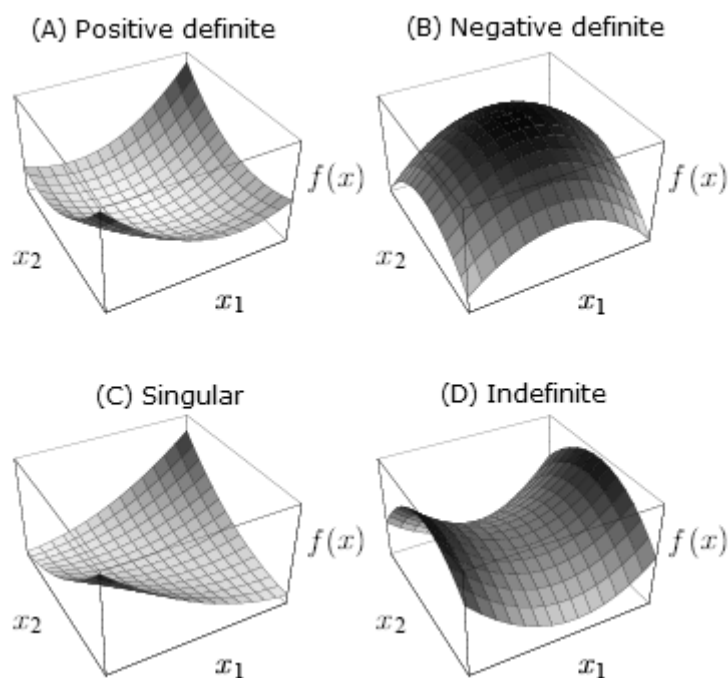 (A) Positive definite
(B) Negative definite
f(x)
f(x)
x₂
x₁
x₂
x₁
(C) Singular
(D) Indefinite
f(x)
f(x)
x₂
x₁
x₂
x₁